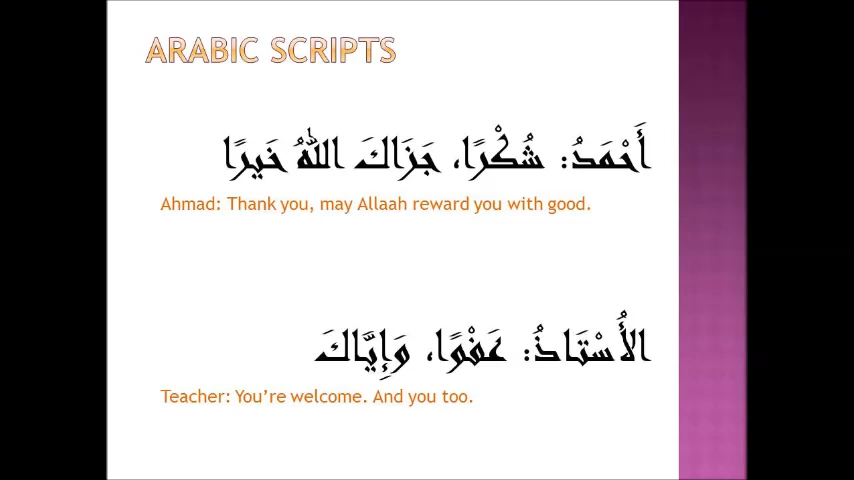 ARABIC SCRIPTS
أَحْمَدُ: شُكْرًا، جَزَاكَ اللهُ خَيرًا
Ahmad: Thank you, may Allaah reward you with good.
الأُسْتَاذُ: عَفْوًا، وَإِيَّاكَ
Teacher: You're welcome. And you too.